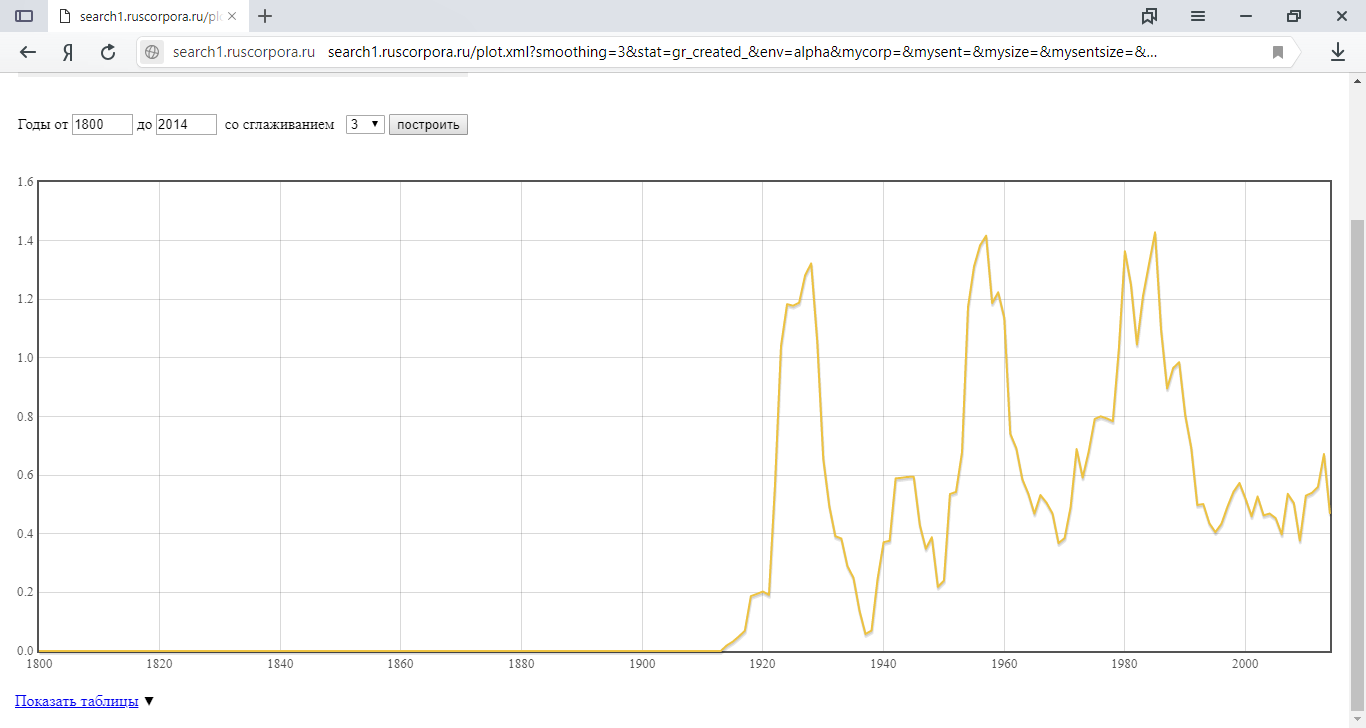 search1.ruscorpora.ru/pl
Я search1.ruscorpora.ru search1.ruscorpora.ru/plot.xml?smoothing=3&stat=gr_created_&env=alpha&mycorp=&mysent=&mysize=&mysentsize=&...
Годы от 1800 до 2014 со сглаживанием 3 построить
1.6
1.4
1.2
1.0
0.8
0.6
0.4
0.2
0.0
1800 1820 1840 1860 1880 1900 1920 1940 1960 1980 2000
Показать таблицы ▼